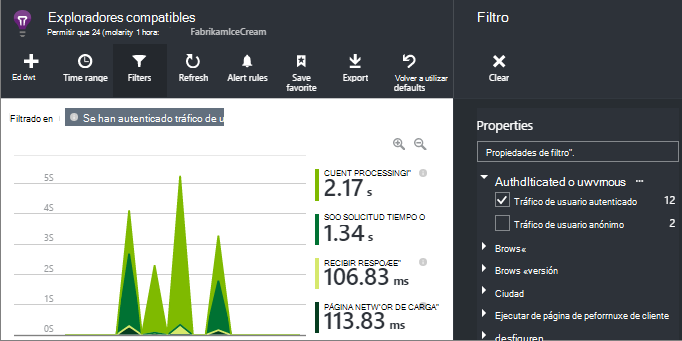 Exploradores compatibles
Permitir que 24 (molarity 1 hora:
FabrikamIceCream
Ed dwt
Time range
Filters
Refresh
Alert rules
Save
favorite
Export
Volver a utilizar
defaults
Filtrado en
Se han autenticado tráfico de u
5S
4S
3S
2S
1S
0S
CUENT PROCESSINGI"
2.17 s
SOO SOLICITUD TIEMPO O
1.34 s
RECIBIR RESPO/EE"
106.83 ms
PÁGINA NETW"OR DE CARGA"
113.83 ms
Filtro
Clear
Properties
Propiedades de filtro".
Authdlticated o uwvmous ...
Tráfico de usuario autenticado 12
Tráfico de usuario anónimo 2
Brows«
Brows «versión
Ciudad
Ejecutar de página de pefornnuxe de cliente
desfiguren